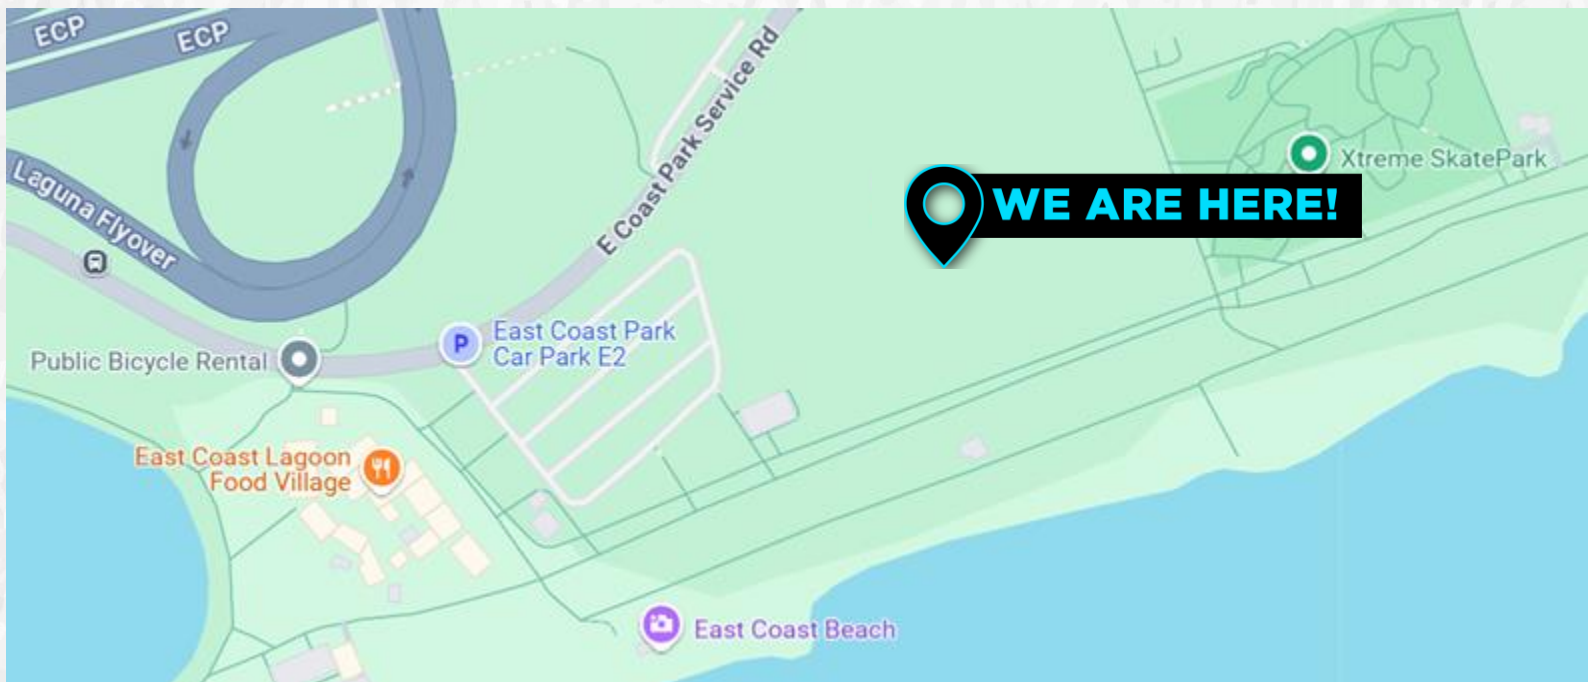 ECP
ECP
E Coast Park Service Rd
Xtreme SkatePark
WE ARE HERE!
Laguna Flyover
P
East Coast Park
Car Park E2
Public Bicycle Rental
East Coast Lagoon
Food Village
East Coast Beach